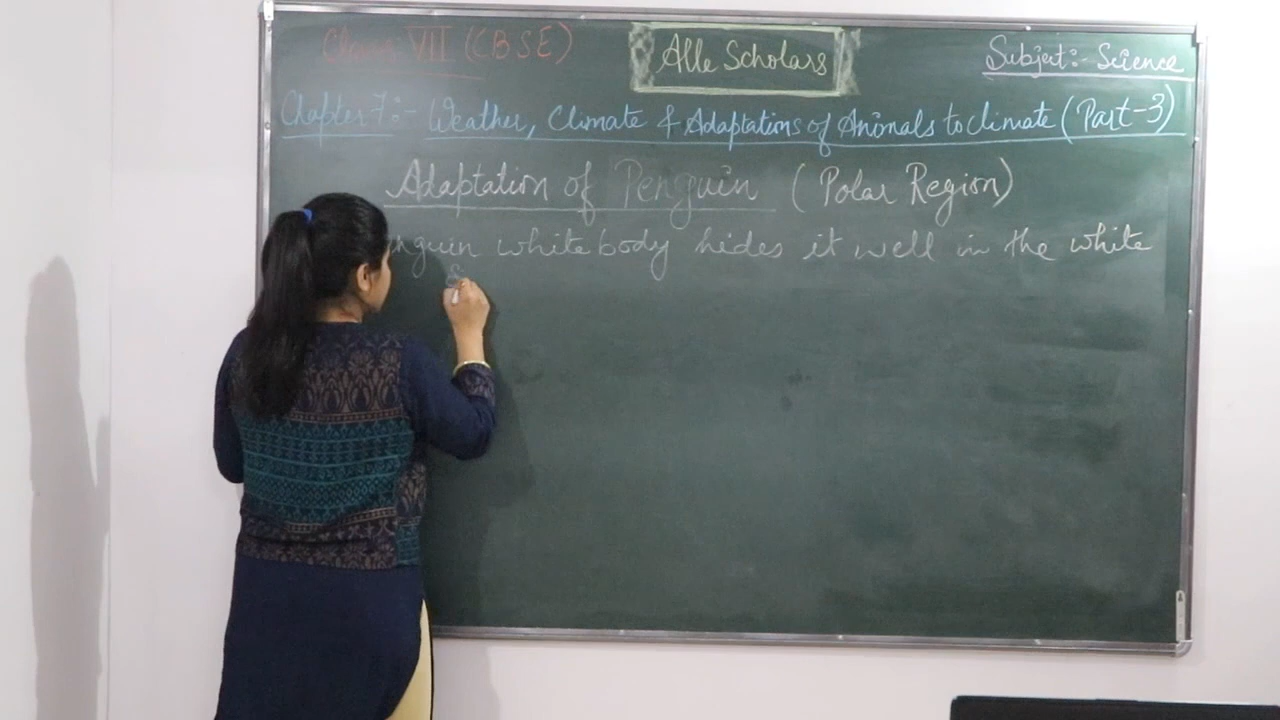 Class VII (CBSE)
Alle Scholars
Subject:- Science
Chapter 7:- Weather, Climate & Adaptations of Animals to climate (Part-3)
Adaptation of Penguin (Polar Region)
nguin white body hides it well in the white
s